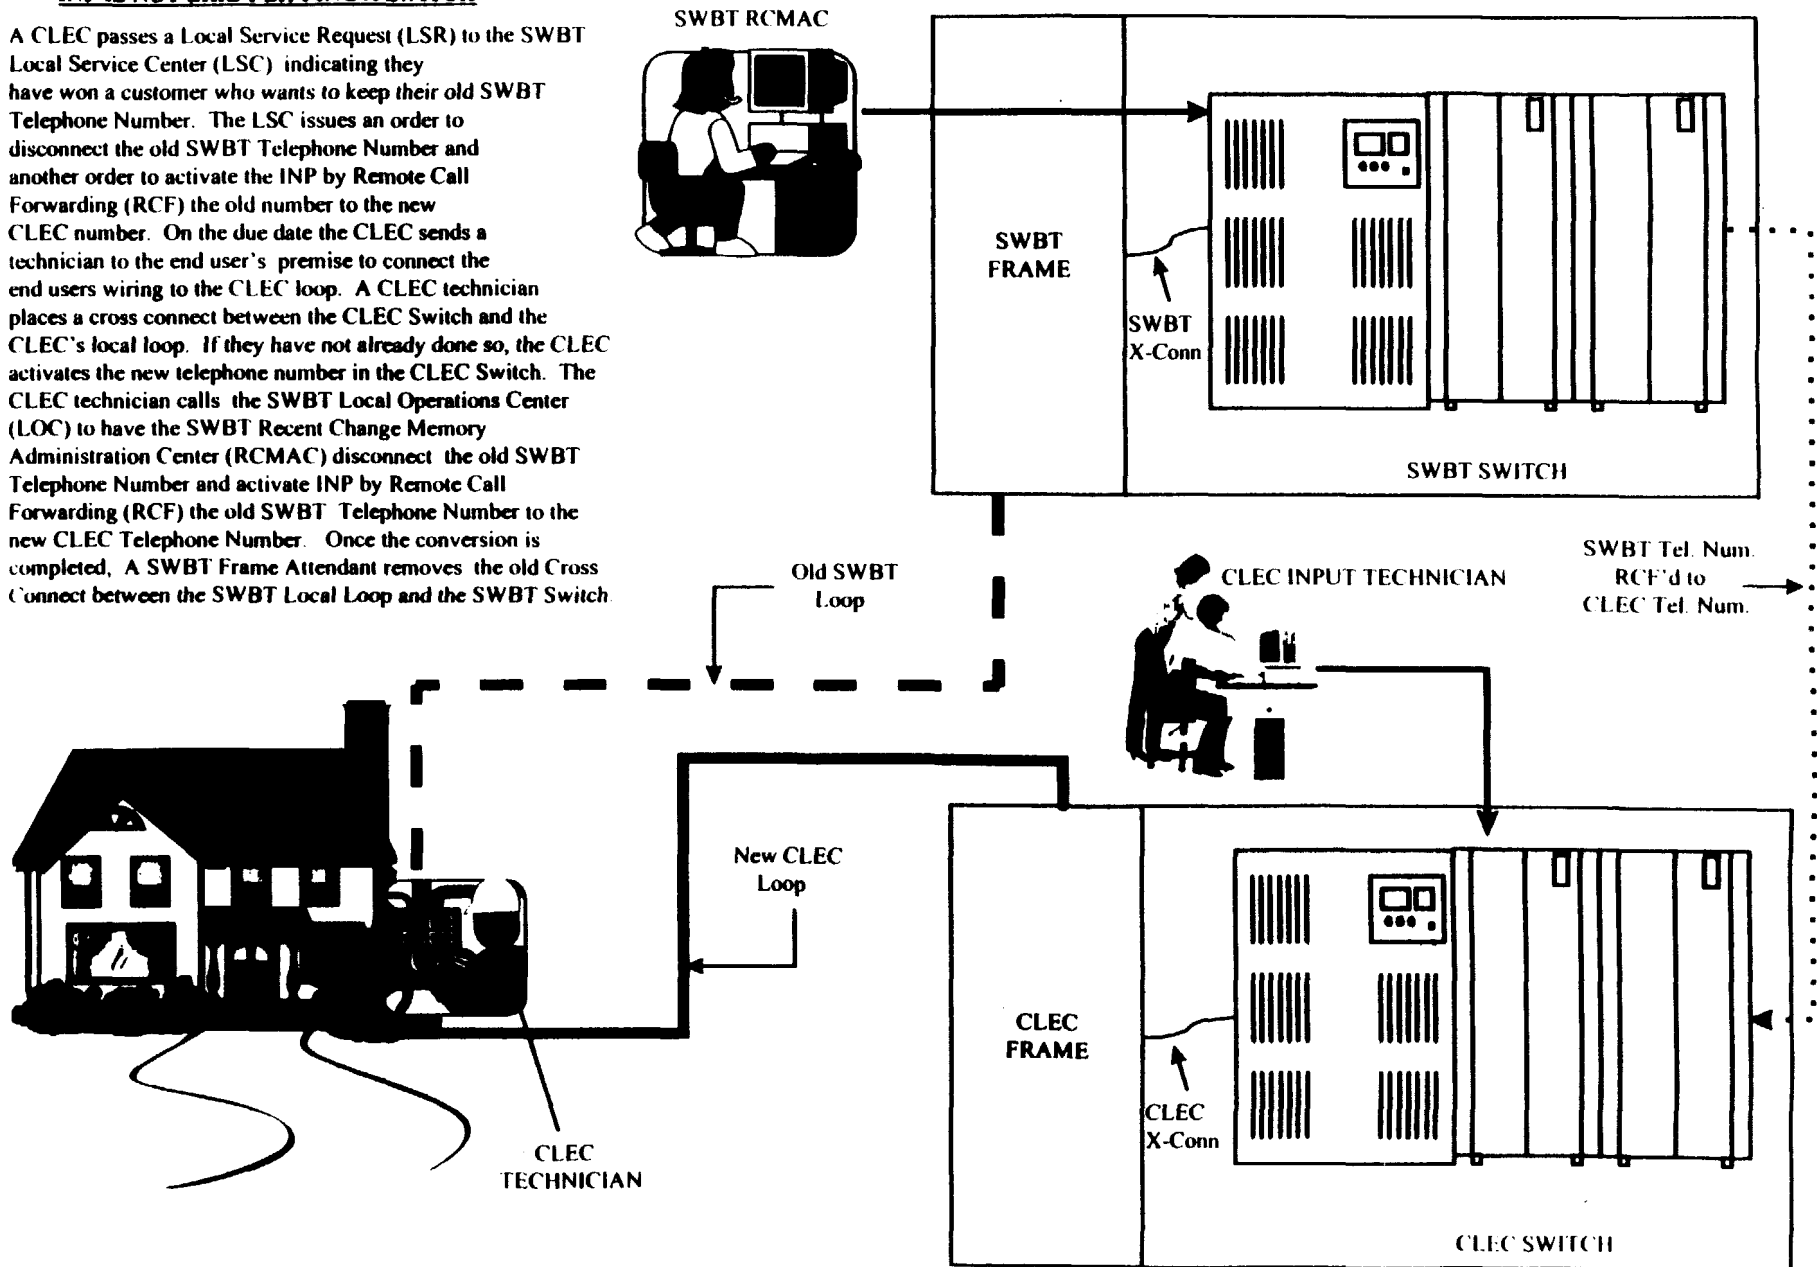 A CLEC passes a Local Service Request (LSR) to the SWBT
Local Service Center (LSC) indicating they
have won a customer who wants to keep their old SWBT
Telephone Number. The LSC issues an order to
disconnect the old SWBT Telephone Number and
another order to activate the INP by Remote Call
Forwarding (RCF) the old number to the new
CLEC number. On the due date the CLEC sends a
technician to the end user's premise to connect the
end users wiring to the CLEC loop. A CLEC technician
places a cross connect between the CLEC Switch and the
CLEC's local loop. If they have not already done so, the CLEC
activates the new telephone number in the CLEC Switch. The
CLEC technician calls the SWBT Local Operations Center
(LOC) to have the SWBT Recent Change Memory
Administration Center (RCMAC) disconnect the old SWBT
Telephone Number and activate INP by Remote Call
Forwarding (RCF) the old SWBT Telephone Number to the
new CLEC Telephone Number. Once the conversion is
completed, A SWBT Frame Attendant removes the old Cross
Connect between the SWBT Local Loop and the SWBT Switch
SWBT RCMAC
SWBT
FRAME
SWBT
X-Conn
SWBT SWITCH
Old SWBT
Loop
CLEC INPUT TECHNICIAN
SWBT Tel. Num.
RCF'd to
CLEC Tel. Num.
New CLEC
Loop
CLEC
FRAME
CLEC
X-Conn
CLEC
TECHNICIAN
CLEC SWITCH